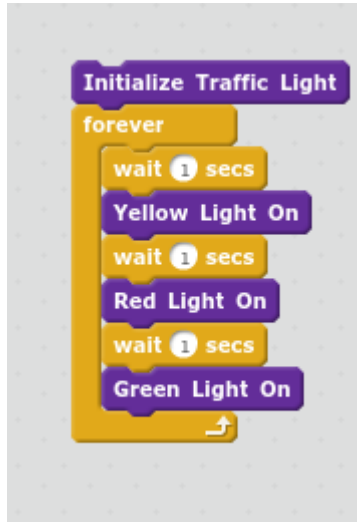 Initialize Traffic Light
forever
wait 1 secs
Yellow Light On
wait 1 secs
Red Light On
wait 1 secs
Green Light On